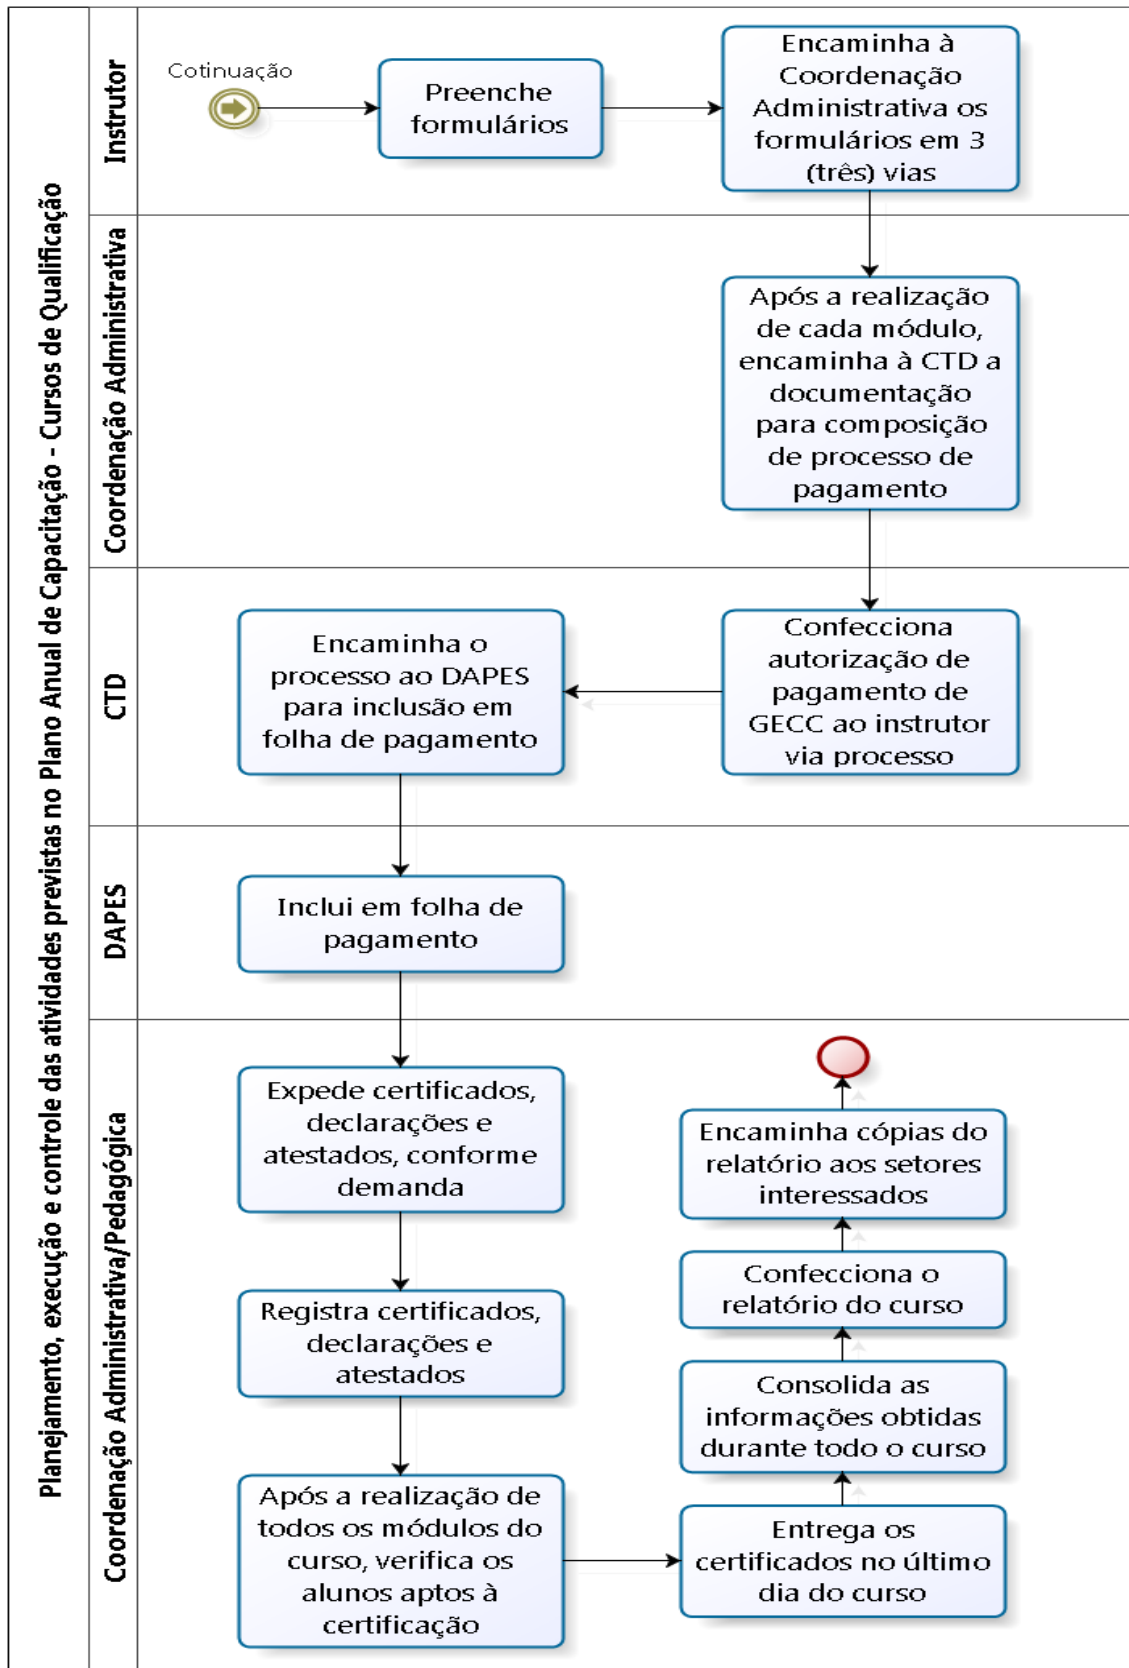 Planejamento, execução e controle das atividades previstas no Plano Anual de Capacitação - Cursos de Qualificação
Instrutor
Cotinuação
Preenche
formulários
Encaminha à
Coordenação
Administrativa os
formulários em 3
(três) vias
Coordenação Administrativa
Após a realização
de cada módulo,
encaminha à CTD a
documentação
para composição
de processo de
pagamento
CTD
Confecciona
autorização de
pagamento de
GECC ao instrutor
via processo
Encaminha o
processo ao DAPES
para inclusão em
folha de pagamento
DAPES
Inclui em folha de
pagamento
Coordenação Administrativa/Pedagógica
Expede certificados,
declarações e
atestados, conforme
demanda
Registra certificados,
declarações e
atestados
Após a realização de
todos os módulos do
curso, verifica os
alunos aptos à
certificação
Entrega os
certificados no último
dia do curso
Consolida as
informações obtidas
durante todo o curso
Confecciona o
relatório do curso
Encaminha cópias do
relatório aos setores
interessados